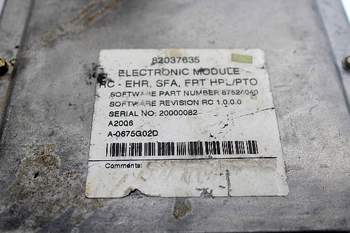 82037635
ELECTRONIC MODULE
RC - EHR, SFA, FRT HPL/PTO
SOFTWARE PART NUMBER 87524040
SOFTWARE REVISION RC 1.0.0.0
SERIAL NO: 20000082
A2006
A-0675G02D
Comments: